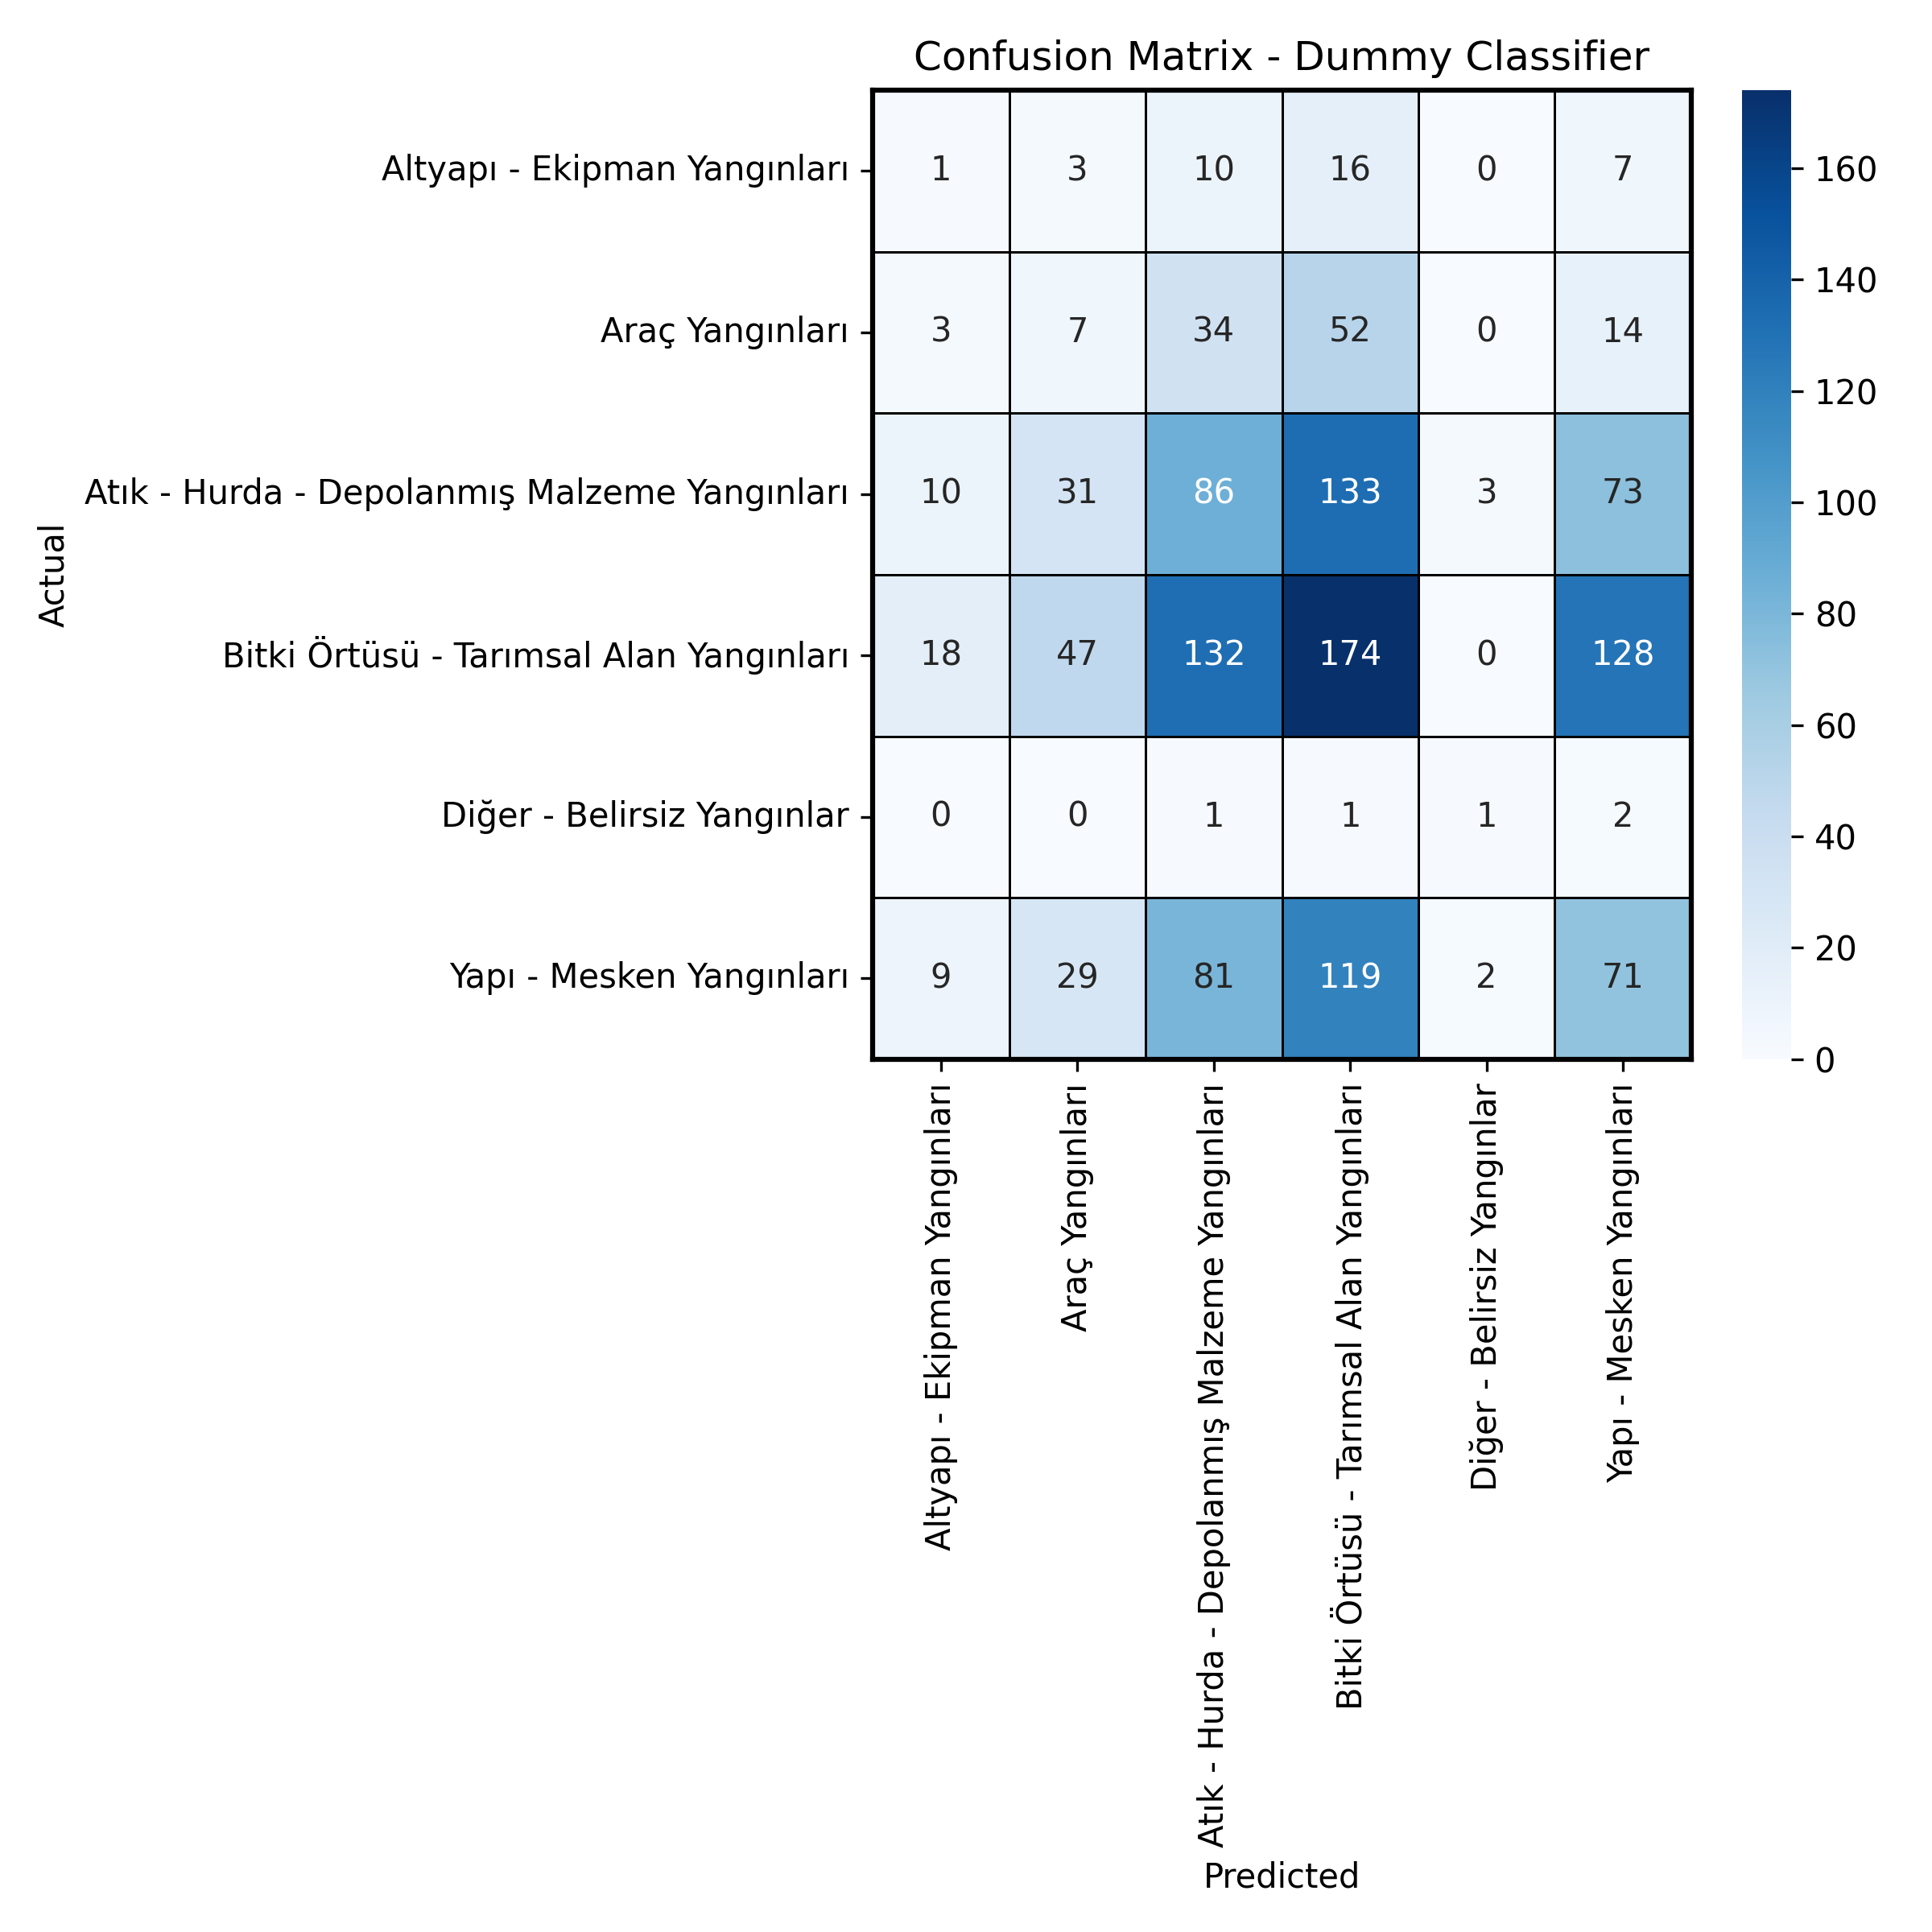 Confusion Matrix - Dummy Classifier
Actual
Altyapı - Ekipman Yangınları 1 3 10 16 0 7
Araç Yangınları 3 7 34 52 0 14
Atık - Hurda - Depolanmış Malzeme Yangınları 10 31 86 133 3 73
Bitki Örtüsü - Tarımsal Alan Yangınları 18 47 132 174 0 128
Diğer - Belirsiz Yangınlar 0 0 1 1 1 2
Yapı - Mesken Yangınları 9 29 81 119 2 71
Altyapı - Ekipman Yangınları
Araç Yangınları
Atık - Hurda - Depolanmış Malzeme Yangınları
Bitki Örtüsü - Tarımsal Alan Yangınları
Diğer - Belirsiz Yangınlar
Yapı - Mesken Yangınları
Predicted
160
140
120
100
80
60
40
20
0